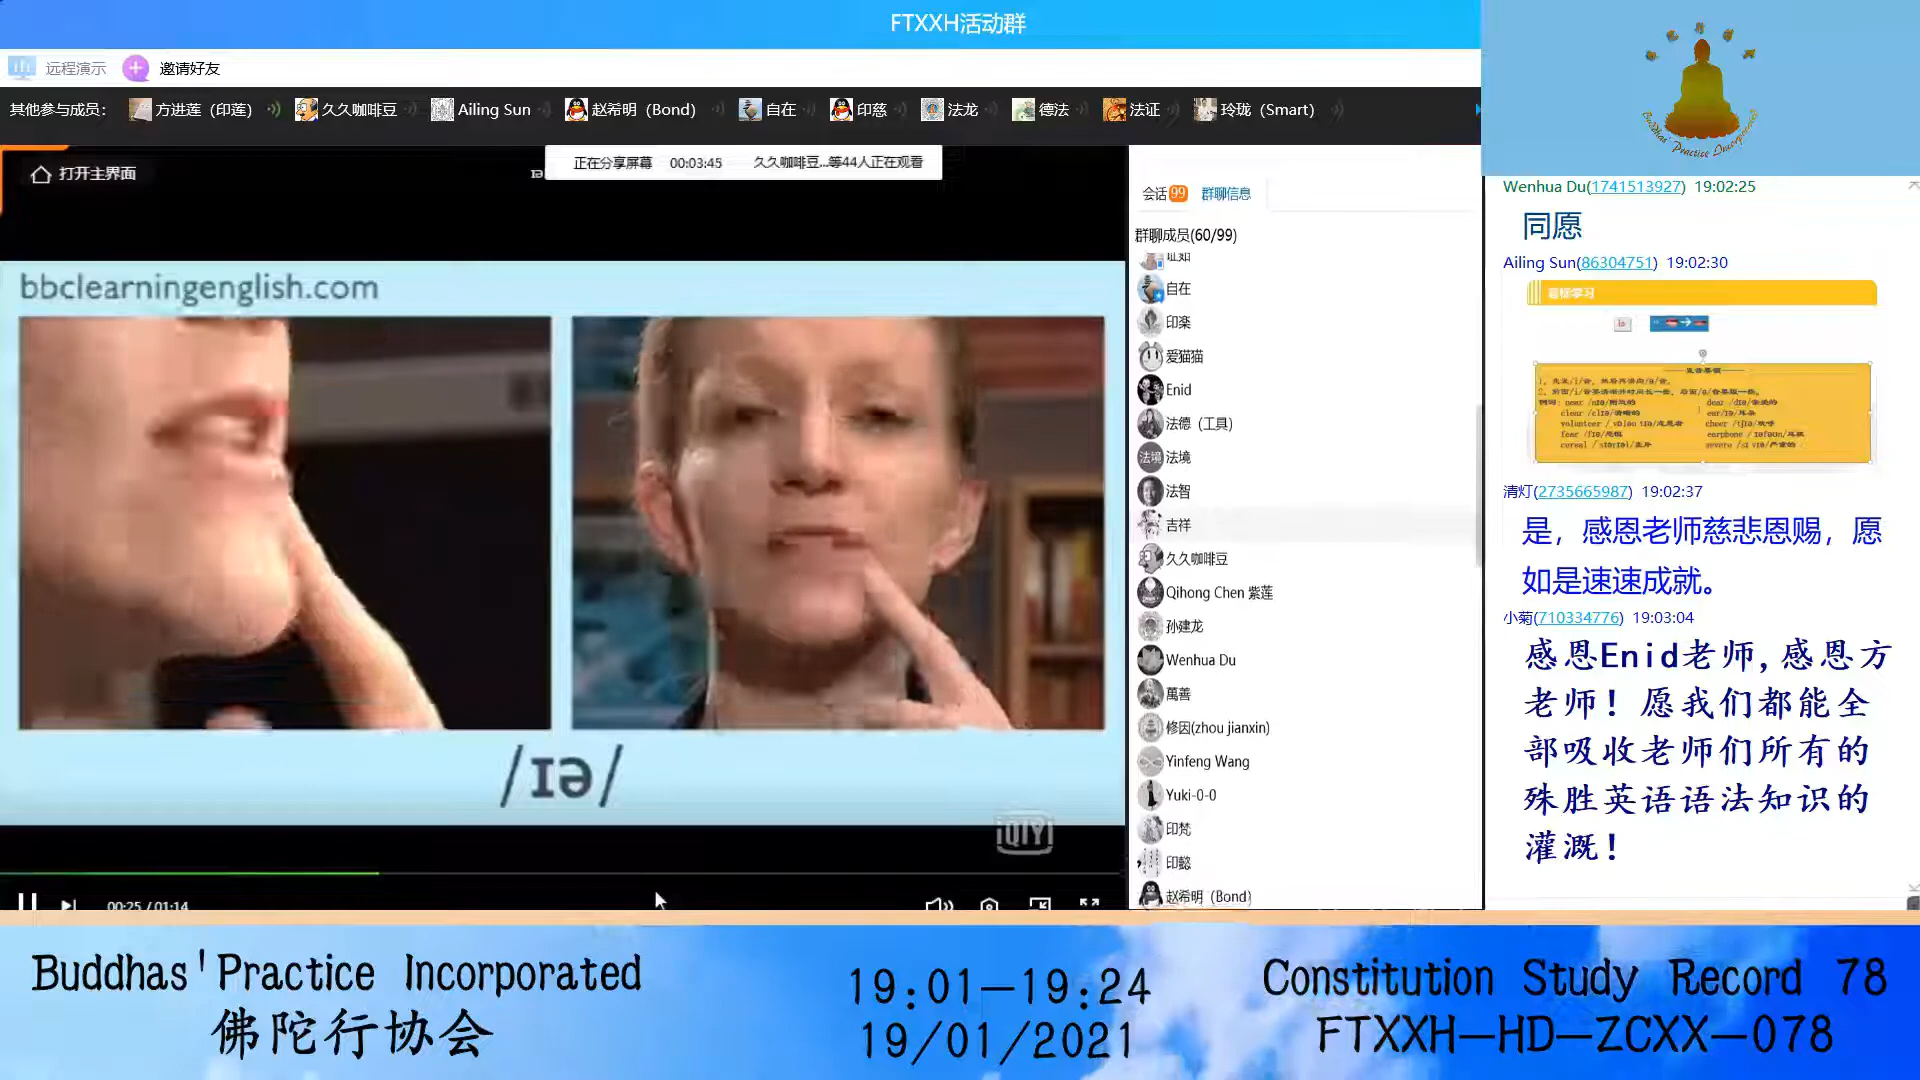 FTXXH活动群
远程演示 邀请好友
其他参与成员： 方进莲（印莲） 久久咖啡豆 Ailing Sun 赵希明（Bond） 自在 印慈 法龙 德法 法证 玲珑（Smart）
打开主界面
正在分享屏幕 00:03:45 久久咖啡豆...等44人正在观看
bbclearningenglish.com
/ɪə/
iQIYI
00:25 / 01:14
会话 99 群聊信息
群聊成员(60/99)
自在
印楽
爱猫猫
Enid
法德（工具）
法境 法境
法智
吉祥
久久咖啡豆
Qihong Chen 紫莲
孙建龙
Wenhua Du
萬善
修因(zhou jianxin)
Yinfeng Wang
Yuki-0-0
印梵
印懿
赵希明（Bond）
Buddhas' Practice Incorporated
Wenhua Du(1741513927) 19:02:25
同愿
Ailing Sun(86304751) 19:02:30
音标学习
清灯(2735665987) 19:02:37
是，感恩老师慈悲恩赐，愿
如是速速成就。
小菊(710334776) 19:03:04
感恩Enid老师,感恩方
老师！愿我们都能全
部吸收老师们所有的
殊胜英语语法知识的
灌溉！
Buddhas'Practice Incorporated
佛陀行协会
19:01—19:24
19/01/2021
Constitution Study Record 78
FTXXH—HD—ZCXX—078